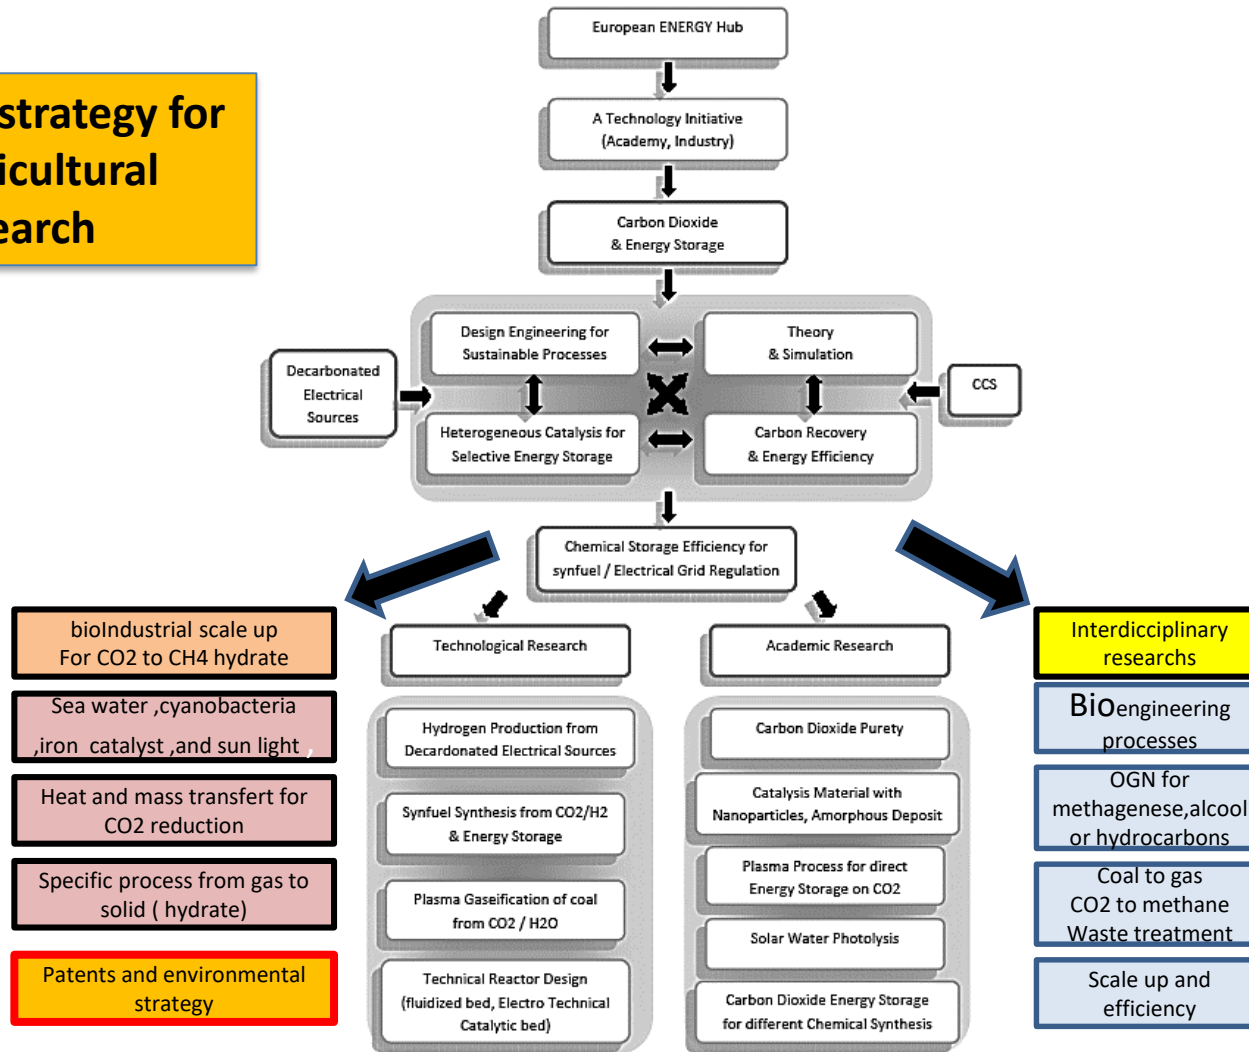 European ENERGY Hub
strategy for
icultural
earch
A Technology Initiative
(Academy, Industry)
Carbon Dioxide
& Energy Storage
Design Engineering for
Sustainable Processes
Theory
& Simulation
Decarbonated
Electrical
Sources
CCS
Heterogeneous Catalysis for
Selective Energy Storage
Carbon Recovery
& Energy Efficiency
Chemical Storage Efficiency for
synfuel / Electrical Grid Regulation
bioIndustrial scale up
For CO2 to CH4 hydrate
Sea water ,cyanobacteria
,iron catalyst ,and sun light ,
Heat and mass transfert for
CO2 reduction
Specific process from gas to
solid ( hydrate)
Patents and environmental
strategy
Technological Research
Hydrogen Production from
Decardonated Electrical Sources
Synfuel Synthesis from CO2/H2
& Energy Storage
Plasma Gaseification of coal
from CO2 / H2O
Technical Reactor Design
(fluidized bed, Electro Technical
Catalytic bed)
Academic Research
Carbon Dioxide Purety
Catalysis Material with
Nanoparticles, Amorphous Deposit
Plasma Process for direct
Energy Storage on CO2
Solar Water Photolysis
Carbon Dioxide Energy Storage
for different Chemical Synthesis
Interdicciplinary
researchs
Bioengineering
processes
OGN for
methagenese,alcool
or hydrocarbons
Coal to gas
CO2 to methane
Waste treatment
Scale up and
efficiency